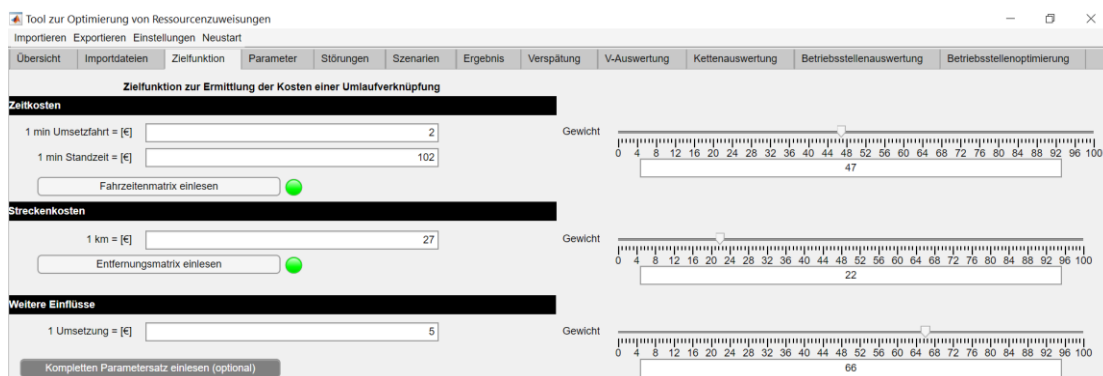 Tool zur Optimierung von Ressourcenzuweisungen
Importieren Exportieren Einstellungen Neustart
Übersicht Importdateien Zielfunktion Parameter Störungen Szenarien Ergebnis Verspätung V-Auswertung Kettenauswertung Betriebsstellenauswertung Betriebsstellenoptimierung
Zielfunktion zur Ermittlung der Kosten einer Umlaufverknüpfung
Zeitkosten
1 min Umsetzfahrt = [€] 2 Gewicht
0 4 8 12 16 20 24 28 32 36 40 44 48 52 56 60 64 68 72 76 80 84 88 92 96 100
1 min Standzeit = [€] 102 47
Fahrzeitenmatrix einlesen
Streckenkosten
1 km = [€] 27 Gewicht
0 4 8 12 16 20 24 28 32 36 40 44 48 52 56 60 64 68 72 76 80 84 88 92 96 100
Entfernungsmatrix einlesen 22
Weitere Einflüsse
1 Umsetzung = [€] 5 Gewicht
0 4 8 12 16 20 24 28 32 36 40 44 48 52 56 60 64 68 72 76 80 84 88 92 96 100
Kompletten Parametersatz einlesen (optional) 66